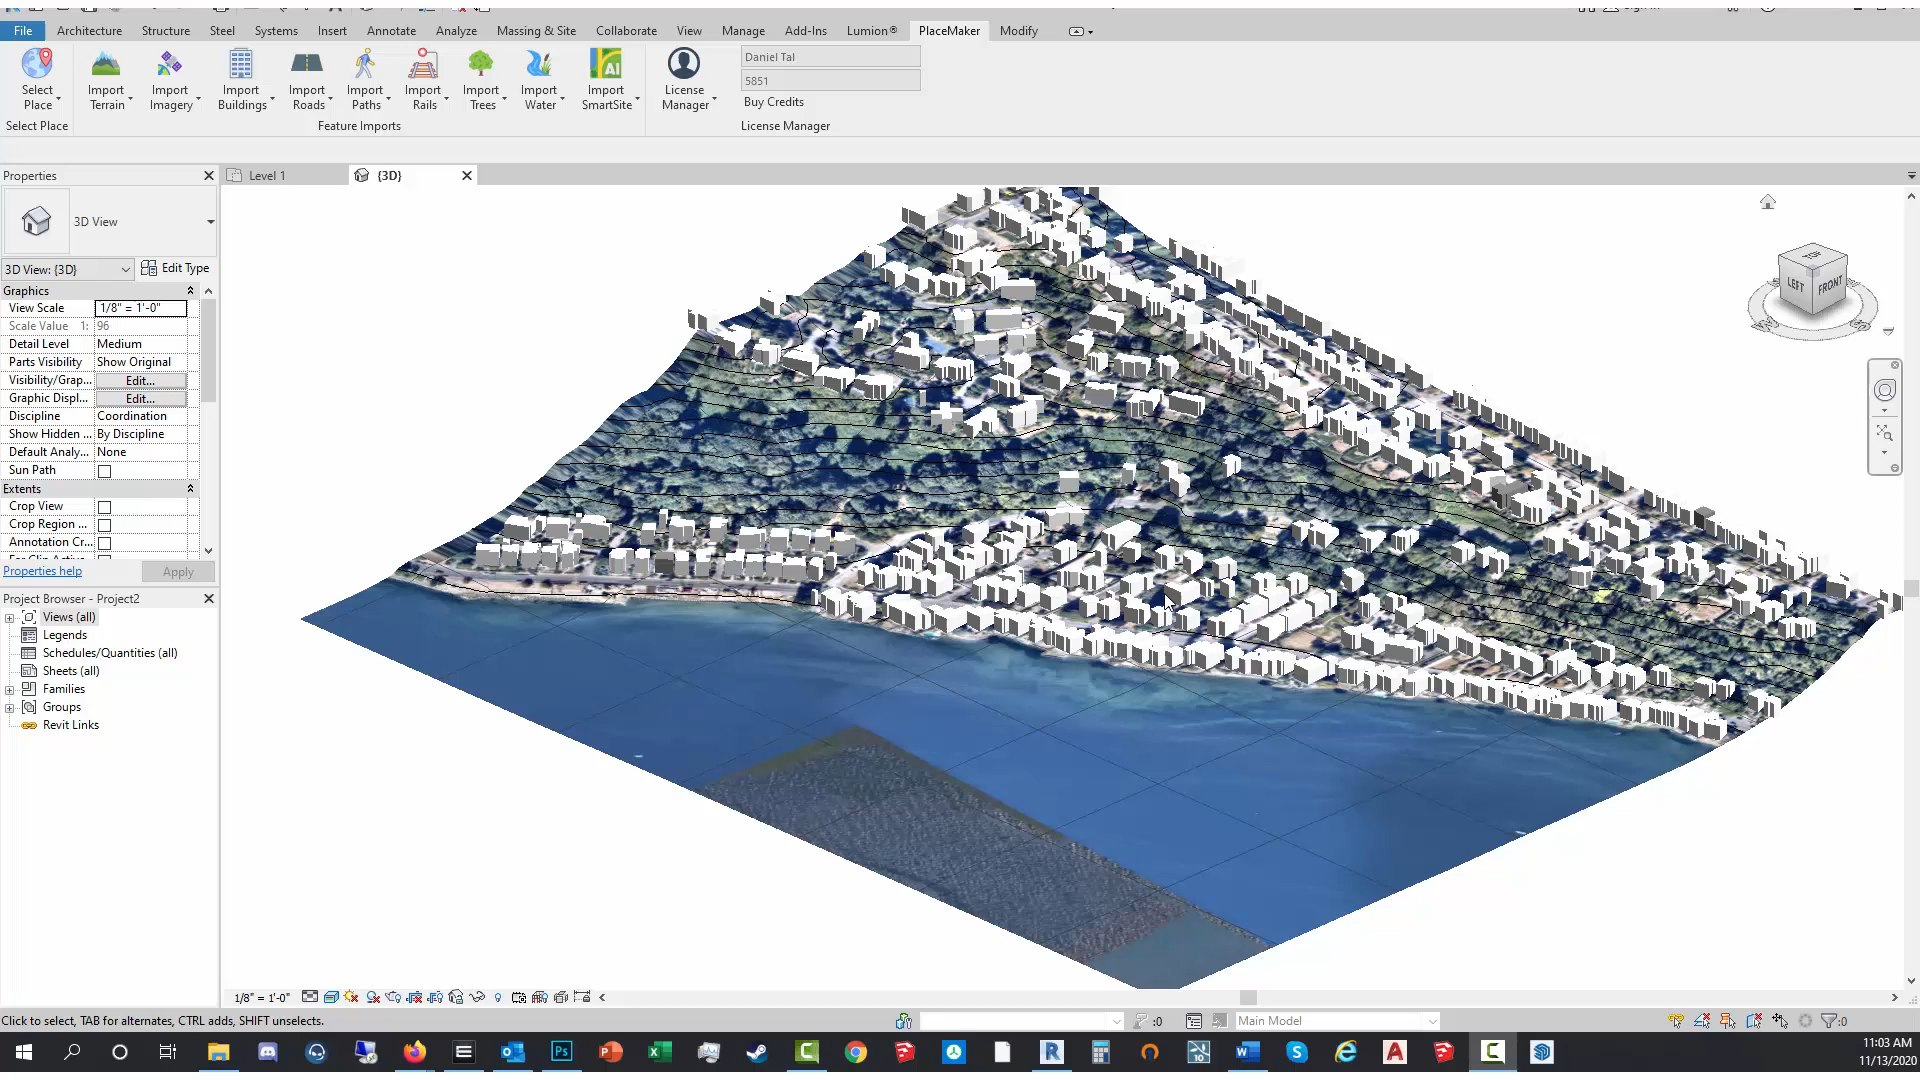 File Architecture Structure Steel Systems Insert Annotate Analyze Massing & Site Collaborate View Manage Add-Ins Lumion® PlaceMaker Modify
Select Place
Import Terrain
Import Imagery
Import Buildings
Import Roads
Import Paths
Import Rails
Import Trees
Import Water
AI
Import SmartSite
License Manager
Daniel Tal
5851
Buy Credits
Select Place
Feature Imports
License Manager
Properties
Level 1
{3D}
3D View
3D View: {3D}
Edit Type
Graphics
View Scale 1/8" = 1'-0"
Scale Value 1: 96
Detail Level Medium
Parts Visibility Show Original
Visibility/Grap... Edit...
Graphic Displ... Edit...
Discipline Coordination
Show Hidden ... By Discipline
Default Analy... None
Sun Path
Extents
Crop View
Crop Region ...
Annotation Cr...
Properties help
Apply
Project Browser - Project2
Views (all)
Legends
Schedules/Quantities (all)
Sheets (all)
Families
Groups
Revit Links
TOP
LEFT
FRONT
1/8" = 1'-0"
Click to select, TAB for alternates, CTRL adds, SHIFT unselects.
:0
Main Model
:0
11:03 AM
11/13/2020